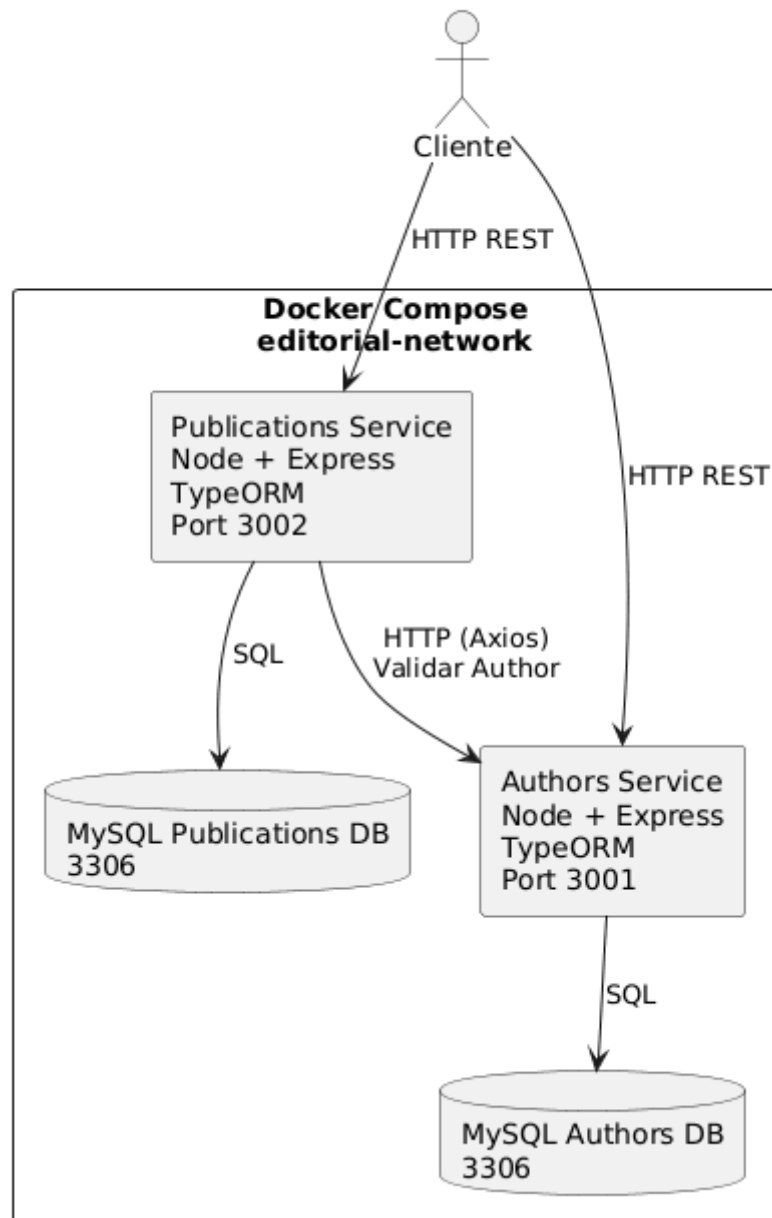 Cliente
HTTP REST
Docker Compose
editorial-network
Publications Service
Node + Express
TypeORM
Port 3002
HTTP REST
SQL
HTTP (Axios)
Validar Author
MySQL Publications DB
3306
Authors Service
Node + Express
TypeORM
Port 3001
SQL
MySQL Authors DB
3306